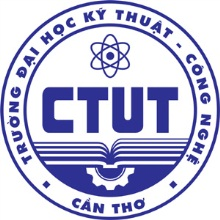 TRƯỜNG ĐẠI HỌC KỸ THUẬT - CÔNG NGHỆ
CTUT
CẦN THƠ